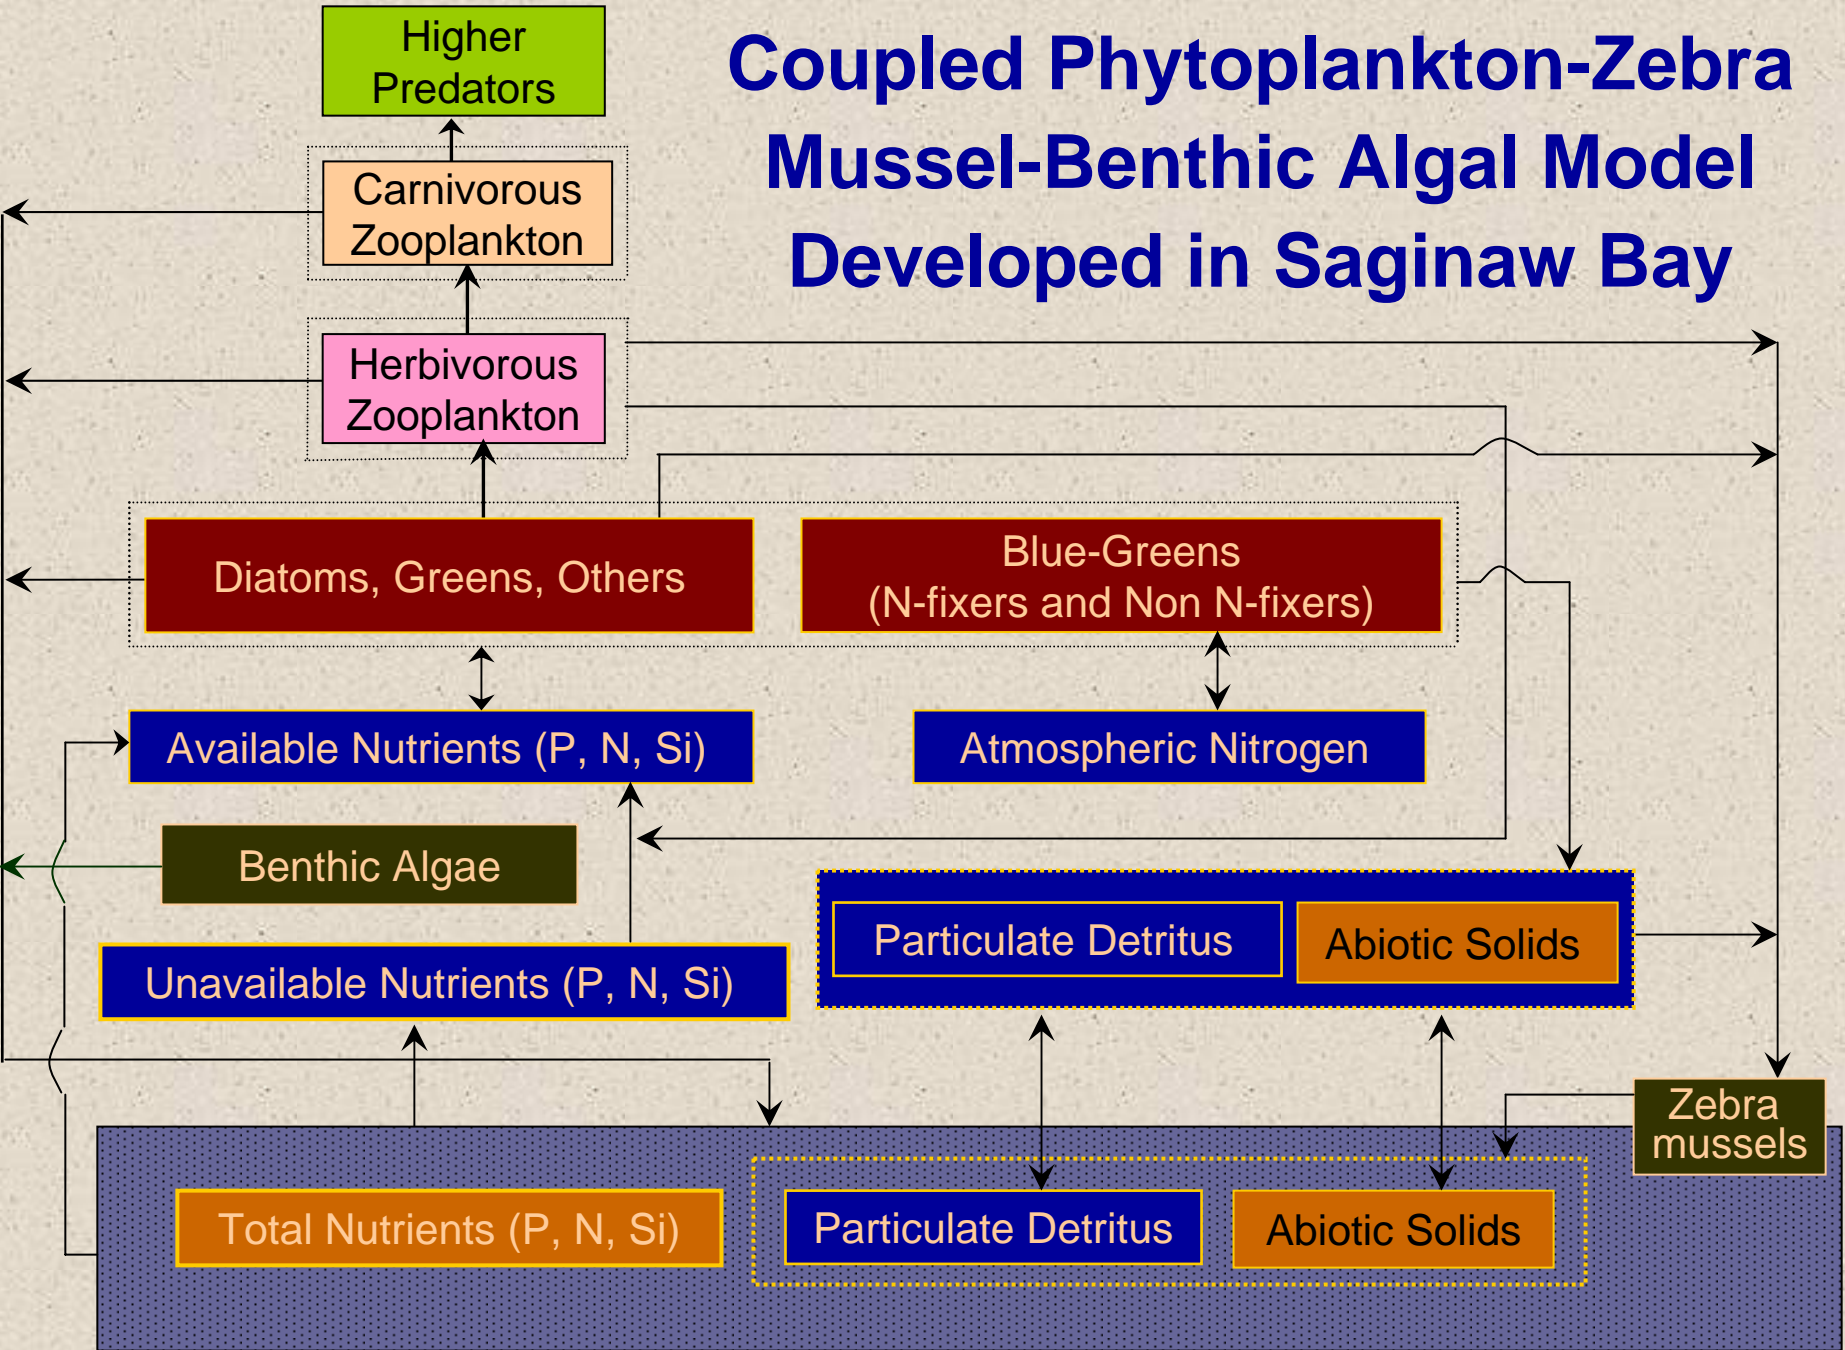 Coupled Phytoplankton-Zebra
Mussel-Benthic Algal Model
Developed in Saginaw Bay
Higher
Predators
Carnivorous
Zooplankton
Herbivorous
Zooplankton
Diatoms, Greens, Others
Blue-Greens
(N-fixers and Non N-fixers)
Available Nutrients (P, N, Si)
Atmospheric Nitrogen
Benthic Algae
Particulate Detritus
Abiotic Solids
Unavailable Nutrients (P, N, Si)
Zebra
mussels
Total Nutrients (P, N, Si)
Particulate Detritus
Abiotic Solids